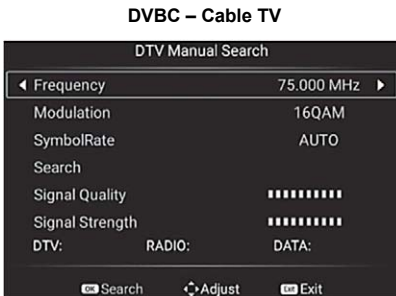 DVBC – Cable TV
DTV Manual Search
Frequency 75.000 MHz
Modulation 16QAM
SymbolRate AUTO
Search
Signal Quality
Signal Strength
DTV: RADIO: DATA:
OK Search Adjust Exit Exit